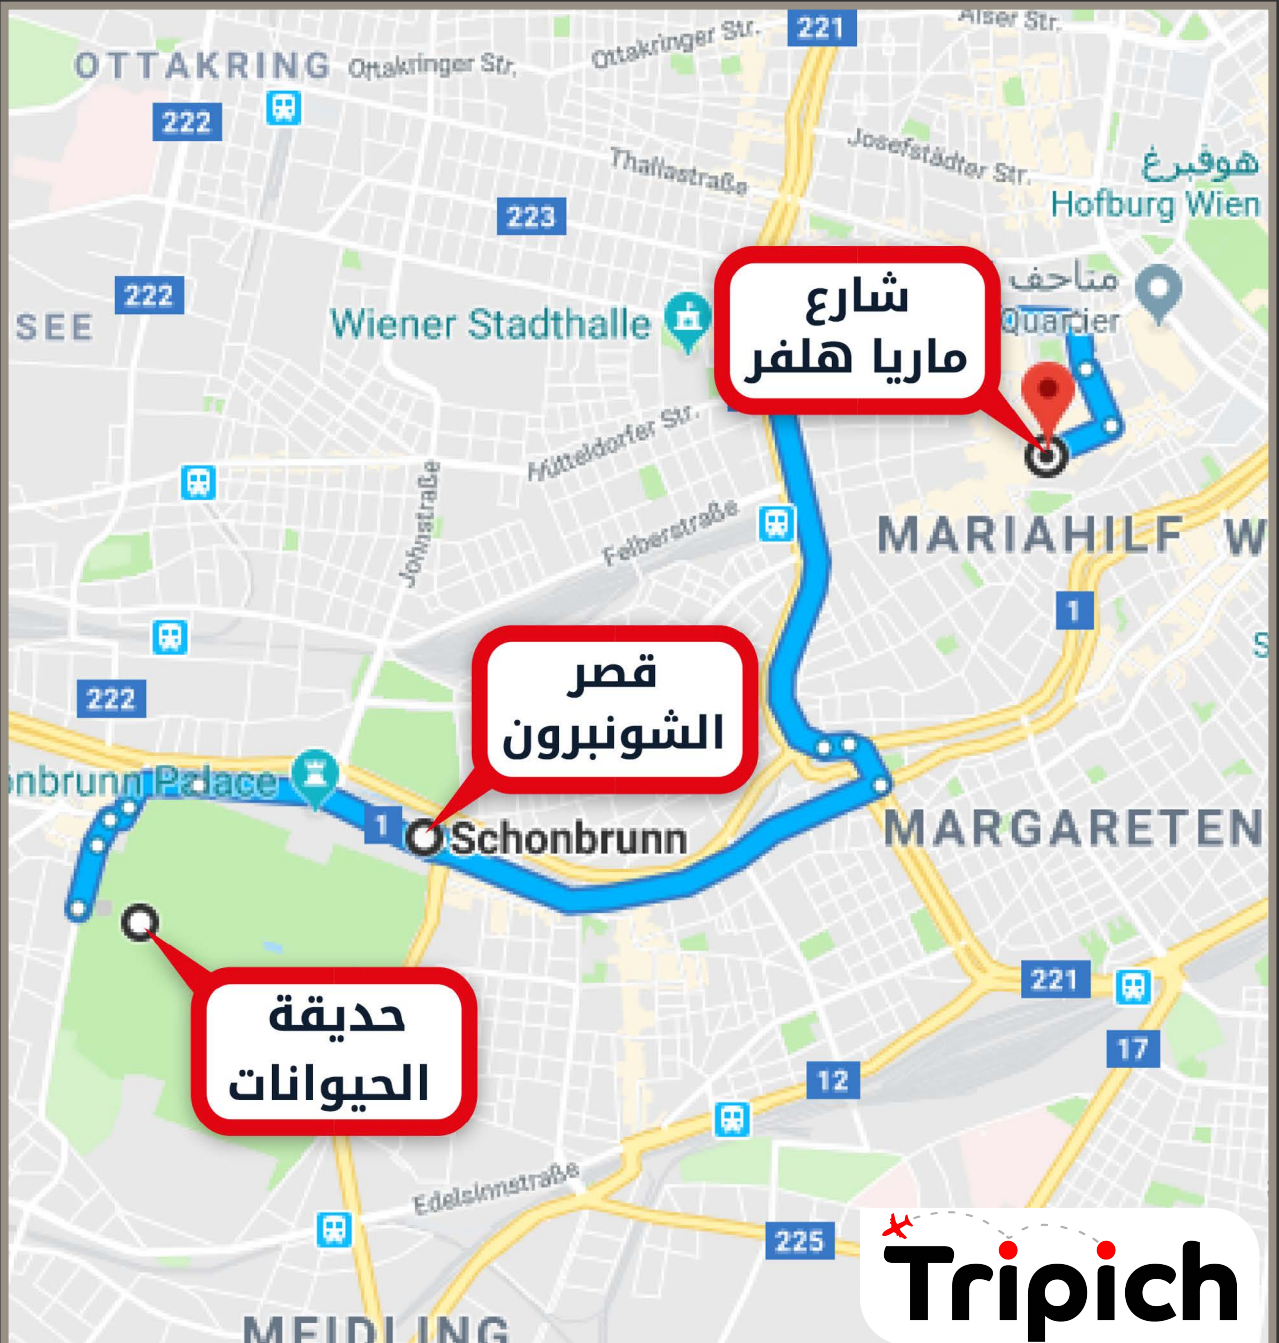 221
Alser Str.
OTTAKRING
Ottakringer Str.
Ottakringer Str.
222
Josefstädter Str.
Thaliastraße
هوفبرغ
Hofburg Wien
223
222
شارع
ماريا هلفر
متاحف
Quartier
SEE
Wiener Stadthalle
Hütteldorfer Str.
Johnstraße
Felberstraße
MARIAHILF
W
1
S
قصر
الشونبرون
222
onbrunn Palace
1
Schonbrunn
MARGARETEN
221
حديقة
الحيوانات
17
12
Edelsinnstraße
225
Tripich
MEIDLING